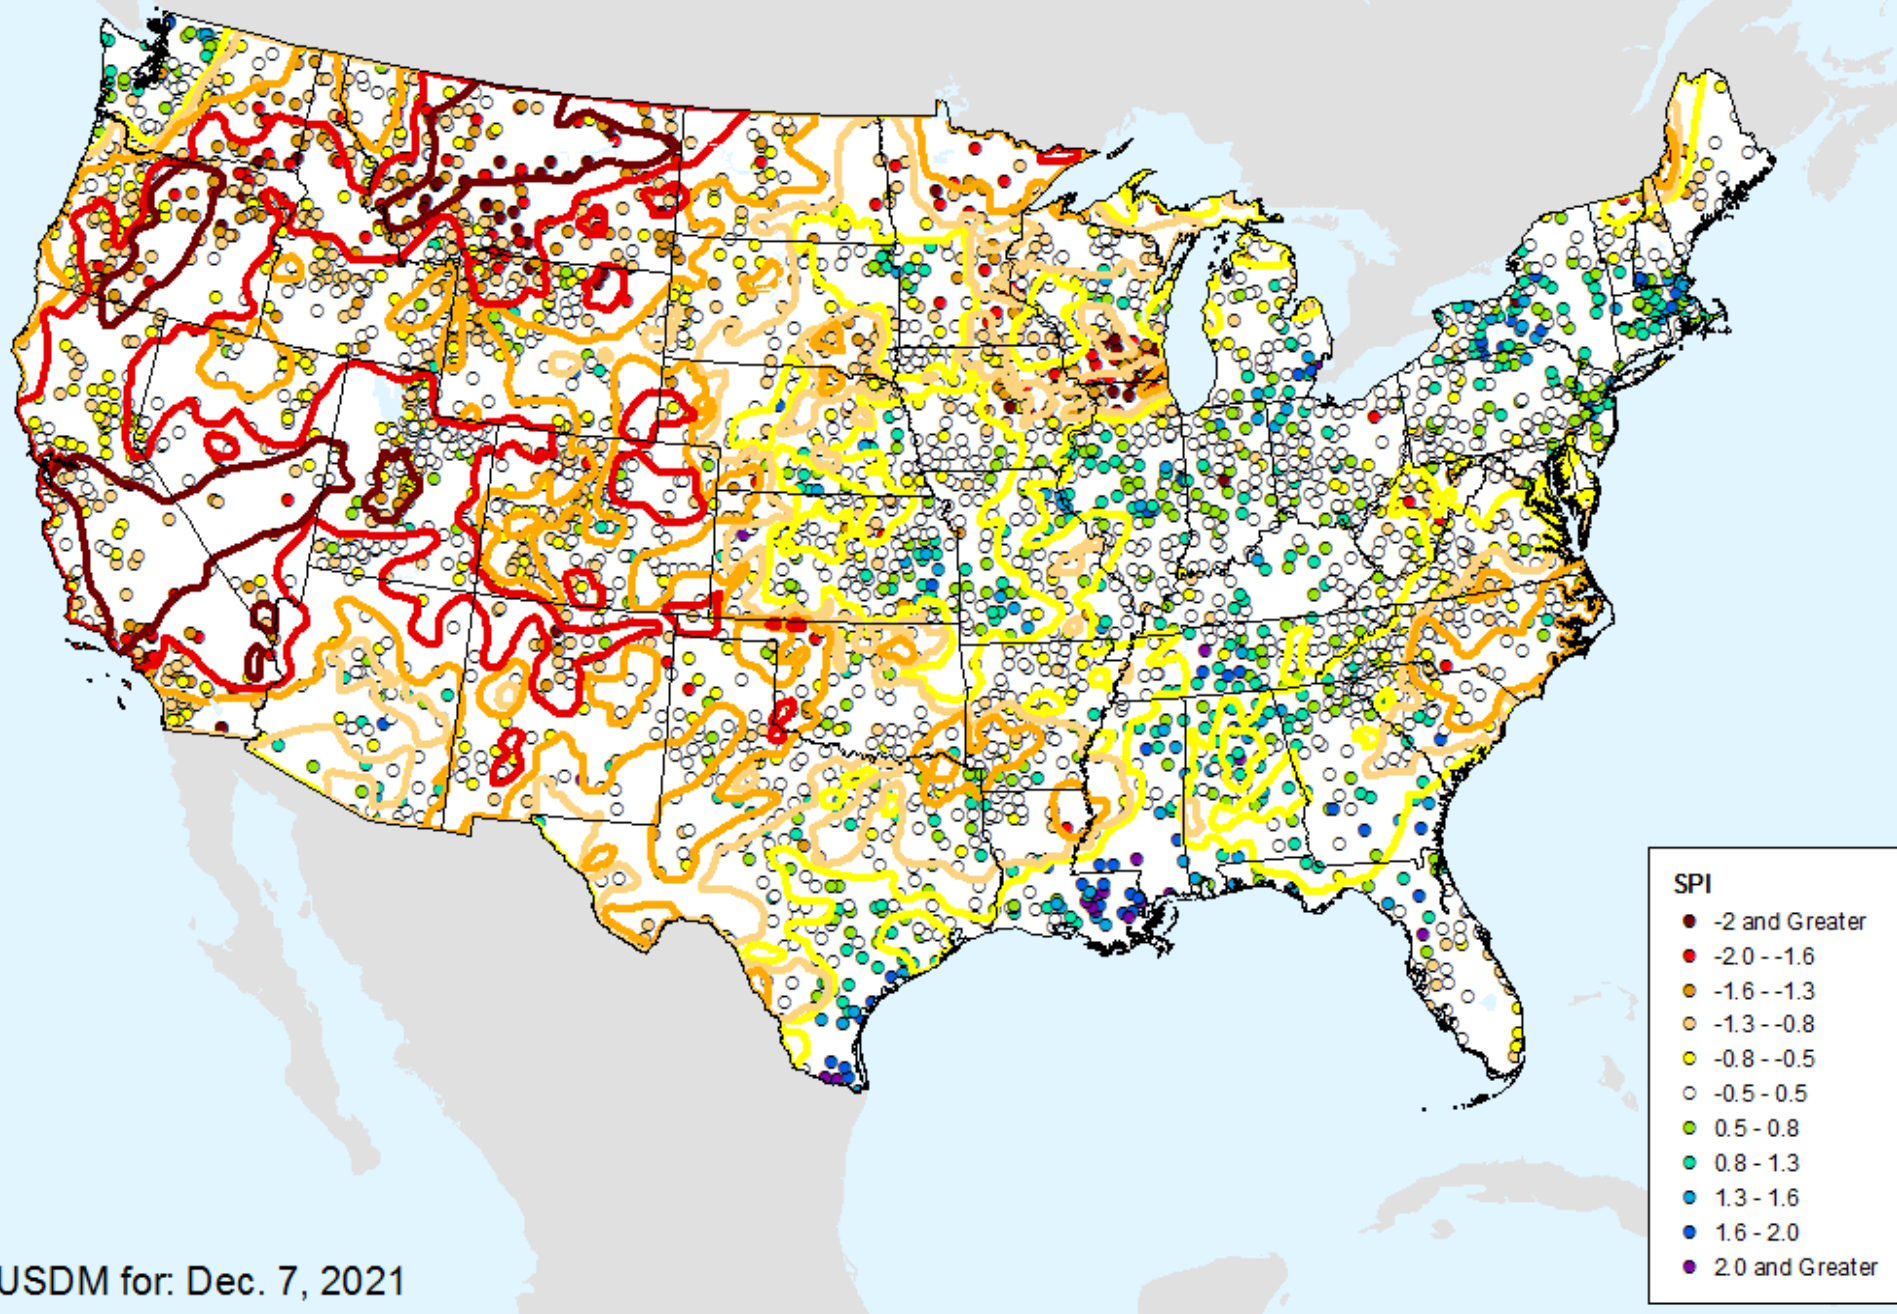 SPI
-2 and Greater
-2.0 - -1.6
-1.6 - -1.3
-1.3 - -0.8
-0.8 - -0.5
-0.5 - 0.5
0.5 - 0.8
0.8 - 1.3
1.3 - 1.6
1.6 - 2.0
2.0 and Greater
USDM for: Dec. 7, 2021